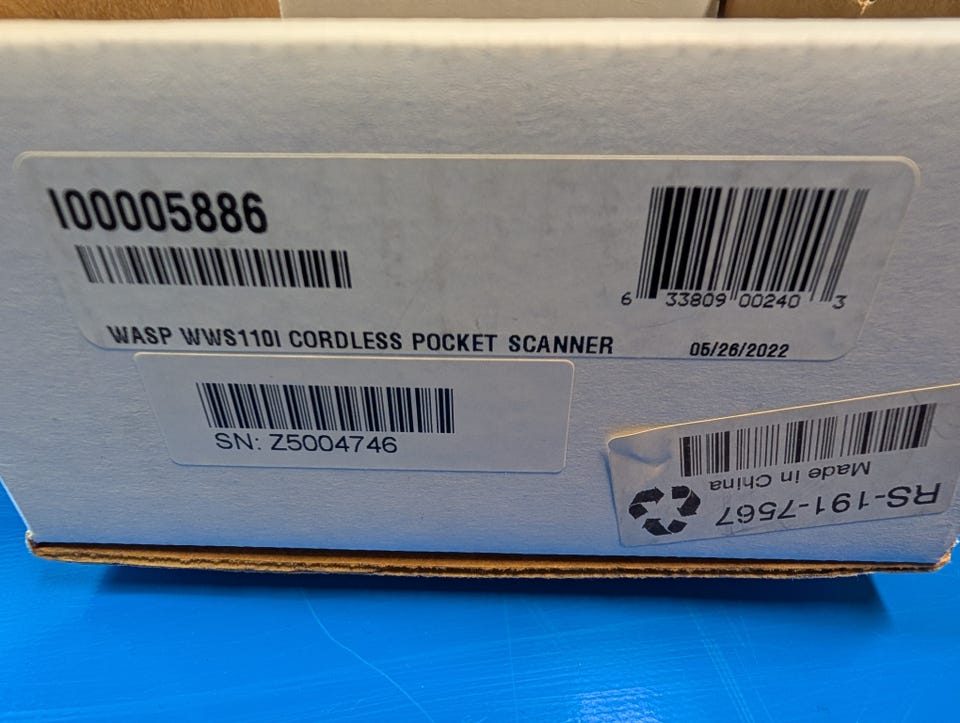 I00005886
6 33809 00240 3
WASP WWS110I CORDLESS POCKET SCANNER
05/26/2022
SN: Z5004746
RS-191-7567
Made in China